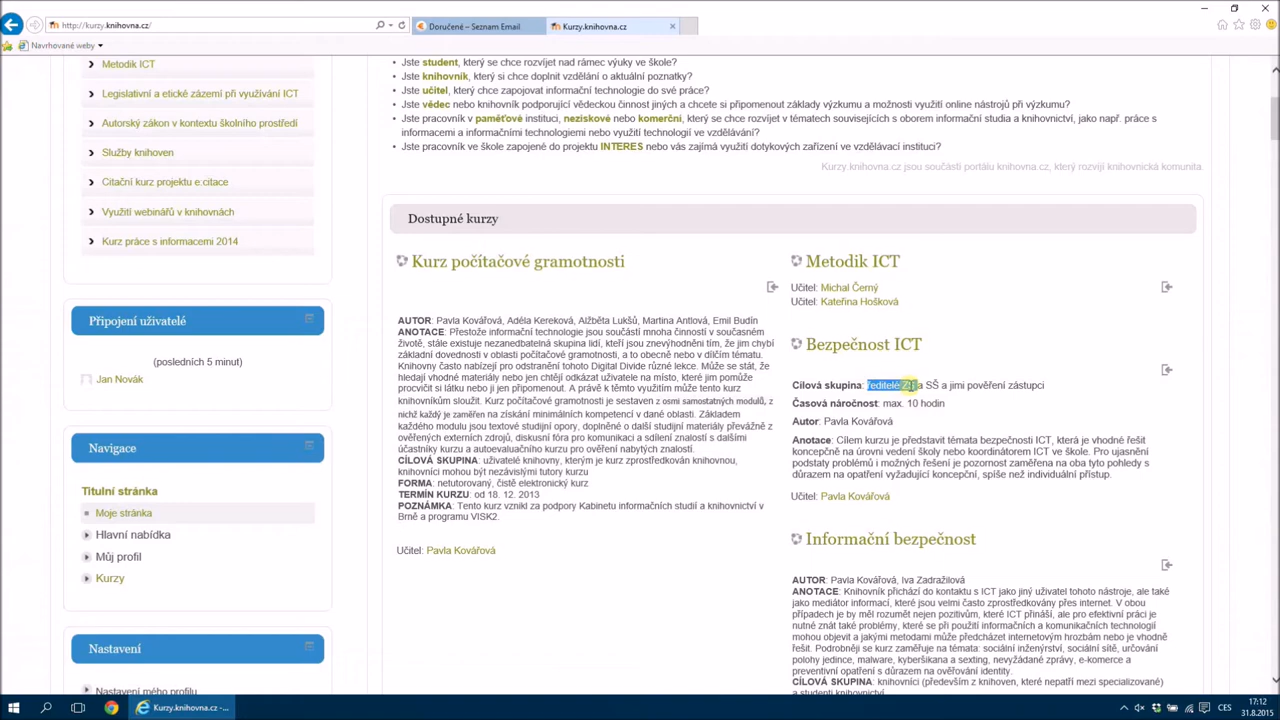 http://kurzy.knihovna.cz/
Doručené – Seznam Email
Kurzy.knihovna.cz
Navrhované weby
Metodik ICT
Legislativní a etické zázemí při využívání ICT
Autorský zákon v kontextu školního prostředí
Služby knihoven
Citační kurz projektu e.citace
Využití webinářů v knihovnách
Kurz práce s informacemi 2014
Připojení uživatelé
(posledních 5 minut)
Jan Novák
Navigace
Titulní stránka
Moje stránka
Hlavní nabídka
Můj profil
Kurzy
Nastavení
Nastavení mého profilu
Jste student, který se chce rozvíjet nad rámec výuky ve škole?
Jste knihovník, který si chce doplnit vzdělání o aktuální poznatky?
Jste učitel, který chce zapojovat informační technologie do své práce?
Jste vědec nebo knihovník podporující vědeckou činnost jiných a chcete si připomenout základy výzkumu a možnosti využití online nástrojů při výzkumu?
Jste pracovník v paměťové instituci, neziskové nebo komerční, který se chce rozvíjet v tématech souvisejících s oborem informační studia a knihovnictví, jako např. práce s
informacemi a informačními technologiemi nebo využití technologií ve vzdělávání?
Jste pracovník ve škole zapojené do projektu INTERES nebo vás zajímá využití dotykových zařízení ve vzdělávací instituci?
Kurzy.knihovna.cz jsou součástí portálu knihovna.cz, který rozvíjí knihovnická komunita.
Dostupné kurzy
Kurz počítačové gramotnosti
AUTOR: Pavla Kovářová, Adéla Kereková, Alžběta Lukšů, Martina Antlová, Emil Budín
ANOTACE: Přestože informační technologie jsou součástí mnoha činností v současném
životě, stále existuje nezanedbatelná skupina lidí, kteří jsou znevýhodněni tím, že jim chybí
základní dovednosti v oblasti počítačové gramotnosti, a to obecně nebo v dílčím tématu.
Knihovny často nabízejí pro odstranění tohoto Digital Divide různé lekce. Může se stát, že
hledají vhodné materiály nebo jen chtějí odkázat uživatele na místo, které jim pomůže
procvičit si látku nebo ji jen připomenout. A právě k těmto využitím může tento kurz
knihovníkům sloužit. Kurz počítačové gramotnosti je sestaven z osmi samostatných modulů, z
nichž každý je zaměřen na získání minimálních kompetencí v dané oblasti. Základem
každého modulu jsou textové studijní opory, doplněné o další studijní materiály převážně z
ověřených externích zdrojů, diskusní fóra pro komunikaci a sdílení znalostí s dalšími
účastníky kurzu a autoevaluačního kurzu pro ověření nabytých znalostí.
CÍLOVÁ SKUPINA: uživatelé knihovny, kterým je kurz zprostředkován knihovnou,
knihovníci mohou být nezávislými tutory kurzu
FORMA: netutorovaný, čistě elektronický kurz
TERMÍN KURZU: od 18. 12. 2013
POZNÁMKA: Tento kurz vznikl za podpory Kabinetu informačních studií a knihovnictví v
Brně a programu VISK2.
Učitel: Pavla Kovářová
Metodik ICT
Učitel: Michal Černý
Učitel: Kateřina Hošková
Bezpečnost ICT
Cílová skupina: ředitelé ZŠ a SŠ a jimi pověření zástupci
Časová náročnost: max. 10 hodin
Autor: Pavla Kovářová
Anotace: Cílem kurzu je představit témata bezpečnosti ICT, která je vhodné řešit
koncepčně na úrovni vedení školy nebo koordinátorem ICT ve škole. Pro ujasnění
podstaty problémů i možných řešení je pozornost zaměřena na oba tyto pohledy s
důrazem na opatření vyžadující koncepční, spíše než individuální přístup.
Učitel: Pavla Kovářová
Informační bezpečnost
AUTOR: Pavla Kovářová, Iva Zadražilová
ANOTACE: Knihovník přichází do kontaktu s ICT jako jiný uživatel tohoto nástroje, ale také
jako mediátor informací, které jsou velmi často zprostředkovány přes internet. V obou
případech je by měl rozumět nejen pozitivům, které ICT přináší, ale pro efektivní práci je
nutné znát také problémy, které se při použití informačních a komunikačních technologií
mohou objevit a jakými metodami může předcházet internetovým hrozbám nebo je vhodně
řešit. Podrobněji se kurz zaměřuje na témata: sociální inženýrství, sociální sítě, určování
polohy jedince, malware, kyberšikana a sexting, nevyžádané zprávy, e-komerce a
preventivní opatření s důrazem na ověřování identity.
CÍLOVÁ SKUPINA: knihovníci (především z knihoven, které nepatří mezi specializované)
a studenti knihovnictví
Kurzy.knihovna.cz -...
CES
17:12
31.8.2015